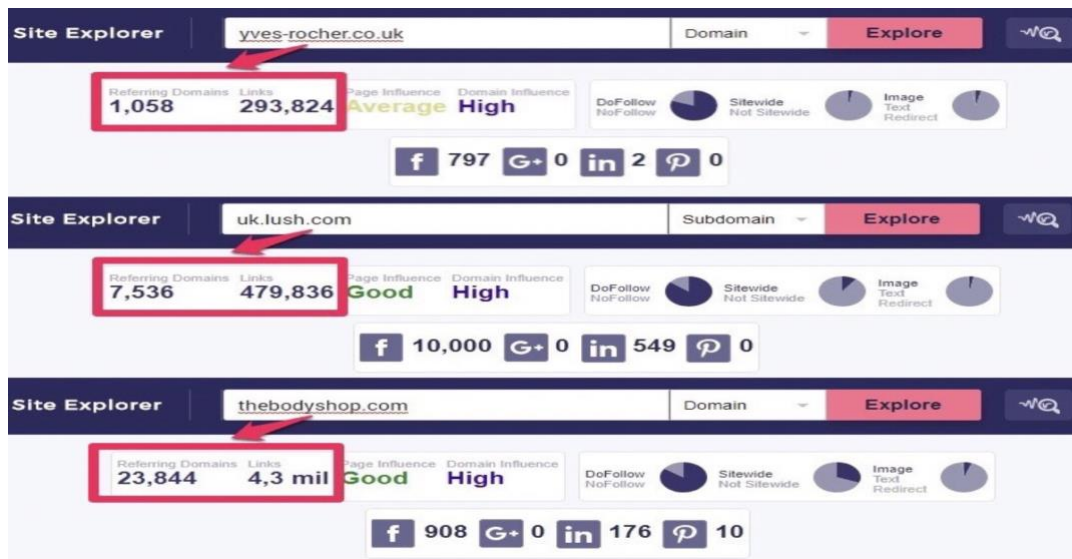 Site Explorer yves-rocher.co.uk Domain Explore
Referring Domains Links Page Influence Domain Influence
1,058 293,824 Average High
DoFollow Sitewide Image
NoFollow Not Sitewide Text
Redirect
f 797 G+ 0 in 2 0
Site Explorer uk.lush.com Subdomain Explore
Referring Domains Links Page Influence Domain Influence
7,536 479,836 Good High
DoFollow Sitewide Image
NoFollow Not Sitewide Text
Redirect
f 10,000 G+ 0 in 549 0
Site Explorer thebodyshop.com Domain Explore
Referring Domains Links Page Influence Domain Influence
23,844 4,3 mil Good High
DoFollow Sitewide Image
NoFollow Not Sitewide Text
Redirect
f 908 G+ 0 in 176 10